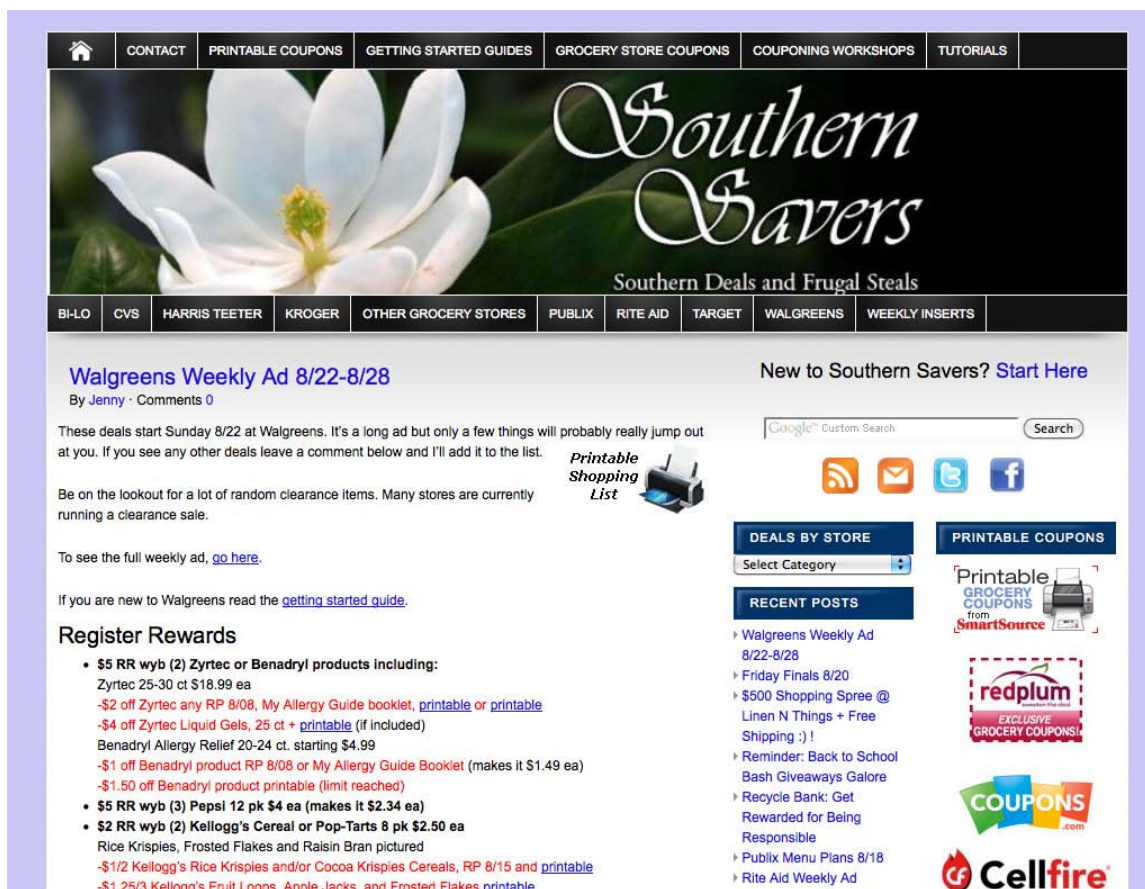 CONTACT
PRINTABLE COUPONS
GETTING STARTED GUIDES
GROCERY STORE COUPONS
COUPONING WORKSHOPS
TUTORIALS
Southern
Savers
Southern Deals and Frugal Steals
BI-LO
CVS
HARRIS TEETER
KROGER
OTHER GROCERY STORES
PUBLIX
RITE AID
TARGET
WALGREENS
WEEKLY INSERTS
Walgreens Weekly Ad 8/22-8/28
By Jenny · Comments 0
These deals start Sunday 8/22 at Walgreens. It's a long ad but only a few things will probably really jump out
at you. If you see any other deals leave a comment below and I'll add it to the list.
Printable
Shopping
List
Be on the lookout for a lot of random clearance items. Many stores are currently
running a clearance sale.
To see the full weekly ad, go here.
If you are new to Walgreens read the getting started guide.
Register Rewards
• $5 RR wyb (2) Zyrtec or Benadryl products including:
Zyrtec 25-30 ct $18.99 ea
-$2 off Zyrtec any RP 8/08, My Allergy Guide booklet, printable or printable
-$4 off Zyrtec Liquid Gels, 25 ct + printable (if included)
Benadryl Allergy Relief 20-24 ct. starting $4.99
-$1 off Benadryl product RP 8/08 or My Allergy Guide Booklet (makes it $1.49 ea)
-$1.50 off Benadryl product printable (limit reached)
• $5 RR wyb (3) Pepsi 12 pk $4 ea (makes it $2.34 ea)
• $2 RR wyb (2) Kellogg's Cereal or Pop-Tarts 8 pk $2.50 ea
Rice Krispies, Frosted Flakes and Raisin Bran pictured
-$1/2 Kellogg's Rice Krispies and/or Cocoa Krispies Cereals, RP 8/15 and printable
-$1.25/3 Kellogg's Fruit Loops, Apple Jacks, and Frosted Flakes printable
New to Southern Savers? Start Here
Google™ Custom Search
Search
DEALS BY STORE
Select Category
RECENT POSTS
Walgreens Weekly Ad
8/22-8/28
Friday Finals 8/20
$500 Shopping Spree @
Linen N Things + Free
Shipping :) !
Reminder: Back to School
Bash Giveaways Galore
Recycle Bank: Get
Rewarded for Being
Responsible
Publix Menu Plans 8/18
Rite Aid Weekly Ad
PRINTABLE COUPONS
Printable
GROCERY
COUPONS
from
SmartSource
redplum
EXCLUSIVE
GROCERY COUPONS!
COUPONS
.com
Cellfire